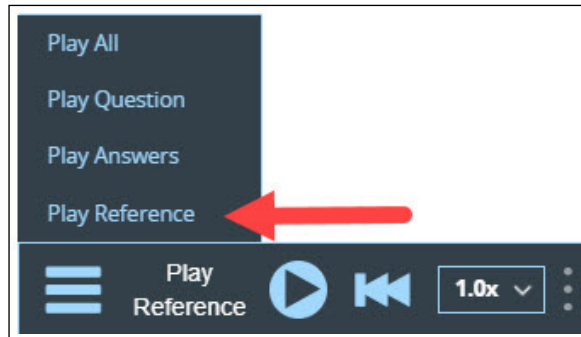 Play All
Play Question
Play Answers
Play Reference
Play
Reference
1.0x